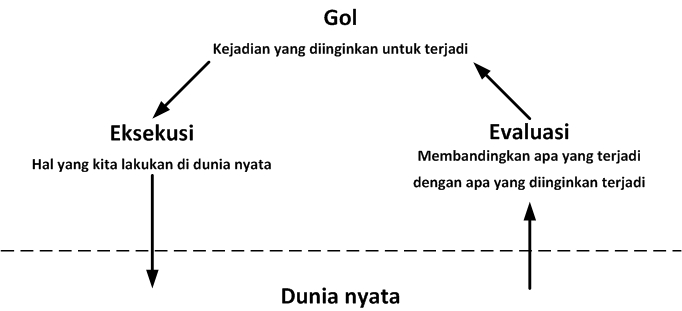 Gol
Kejadian yang diinginkan untuk terjadi
Eksekusi
Hal yang kita lakukan di dunia nyata
Evaluasi
Membandingkan apa yang terjadi
dengan apa yang diinginkan terjadi
Dunia nyata